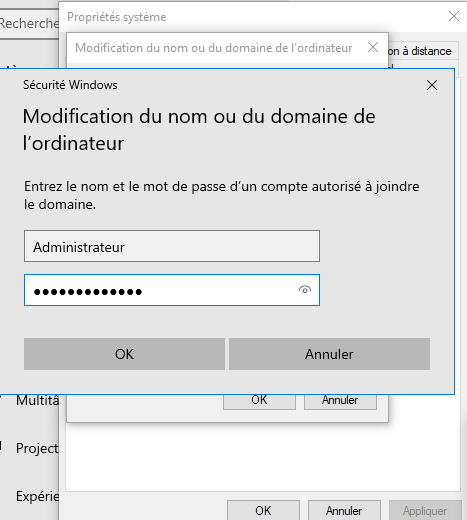 Recherche
Propriétés système
Modification du nom ou du domaine de l'ordinateur
on à distance
Sécurité Windows
Modification du nom ou du domaine de
l'ordinateur
Entrez le nom et le mot de passe d'un compte autorisé à joindre
le domaine.
Administrateur
●●●●●●●●●●●●●
OK Annuler
Multitâ
OK Annuler
Project
Expérie
OK Annuler Appliquer